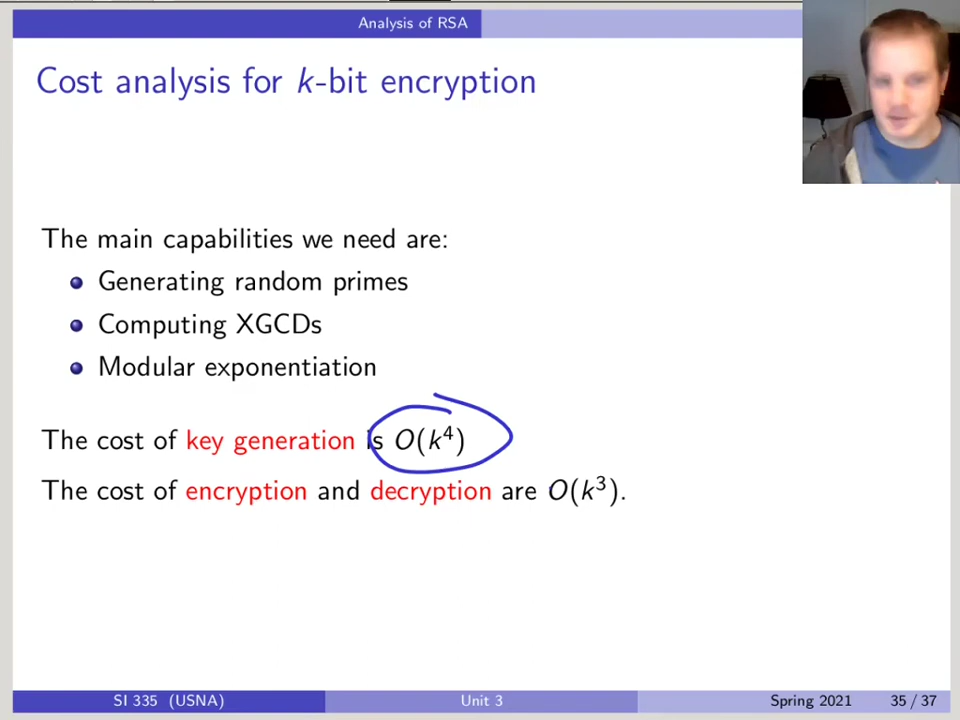 Analysis of RSA
Cost analysis for k-bit encryption
The main capabilities we need are:
Generating random primes
Computing XGCDs
Modular exponentiation
The cost of key generation is O(k⁴)
The cost of encryption and decryption are O(k³).
SI 335 (USNA) Unit 3 Spring 2021 35 / 37